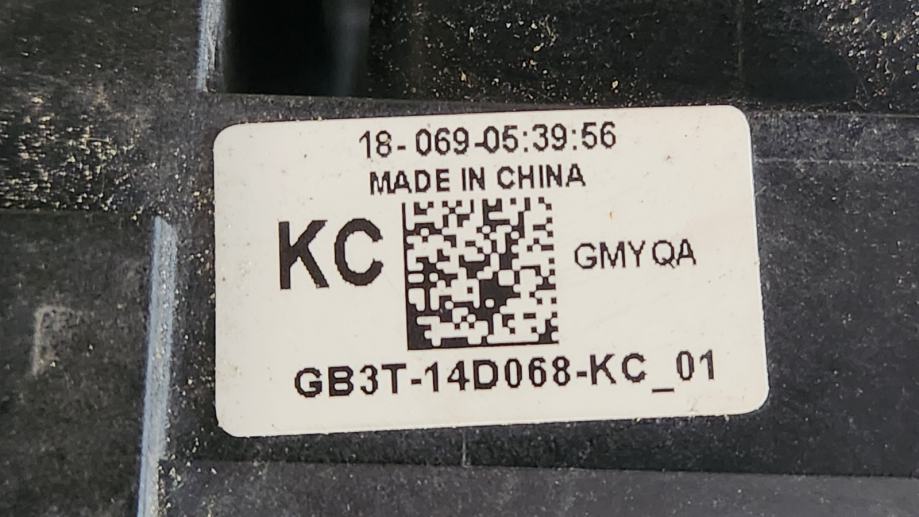 18-069-05:39:56
MADE IN CHINA
KC
GMYQA
GB3T-14D068-KC_01